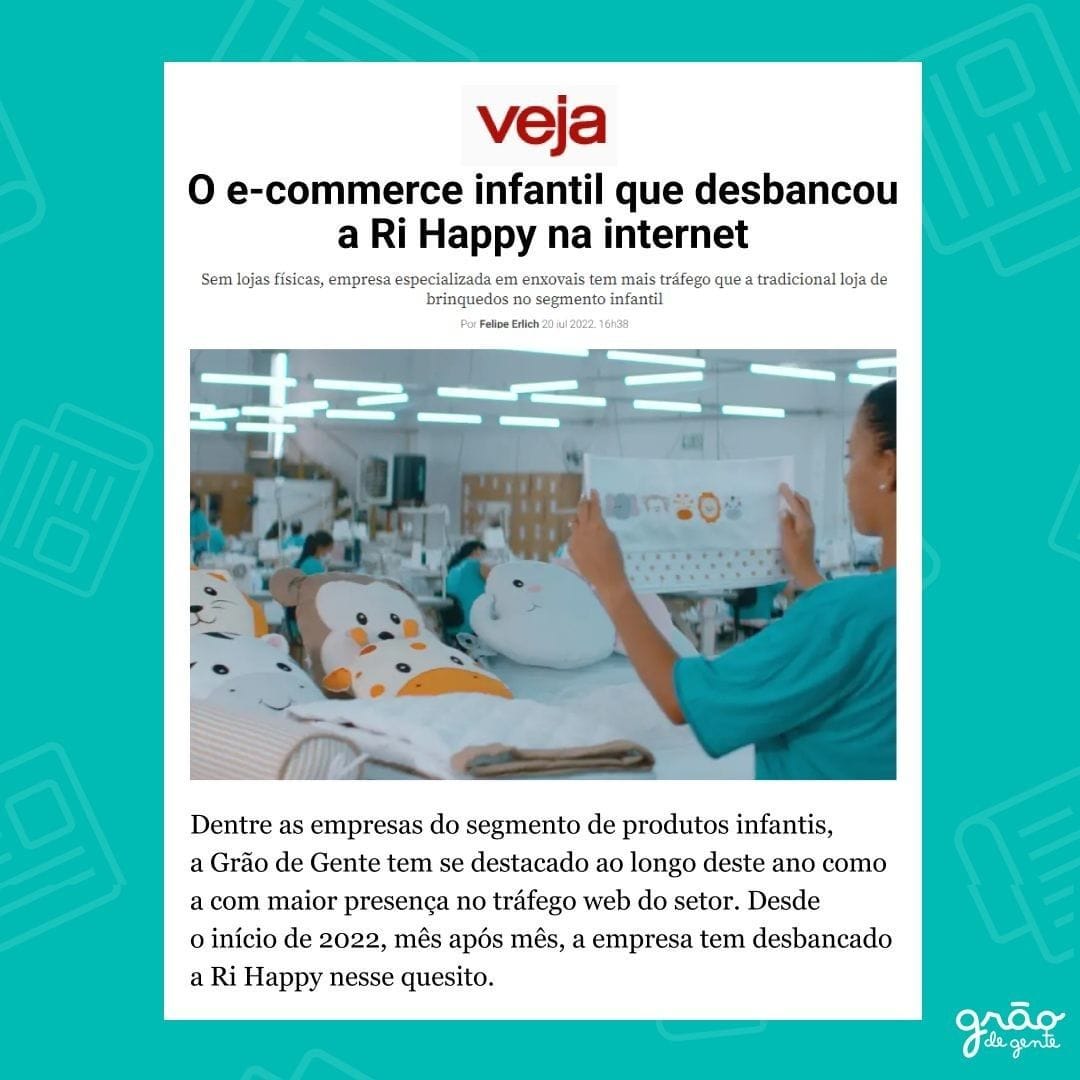 veja
O e-commerce infantil que desbancou
a Ri Happy na internet
Sem lojas físicas, empresa especializada em enxovais tem mais tráfego que a tradicional loja de
brinquedos no segmento infantil
Por Felipe Erlich 20 jul 2022, 16h38
Dentre as empresas do segmento de produtos infantis,
a Grão de Gente tem se destacado ao longo deste ano como
a com maior presença no tráfego web do setor. Desde
o início de 2022, mês após mês, a empresa tem desbancado
a Ri Happy nesse quesito.
grão
de gente